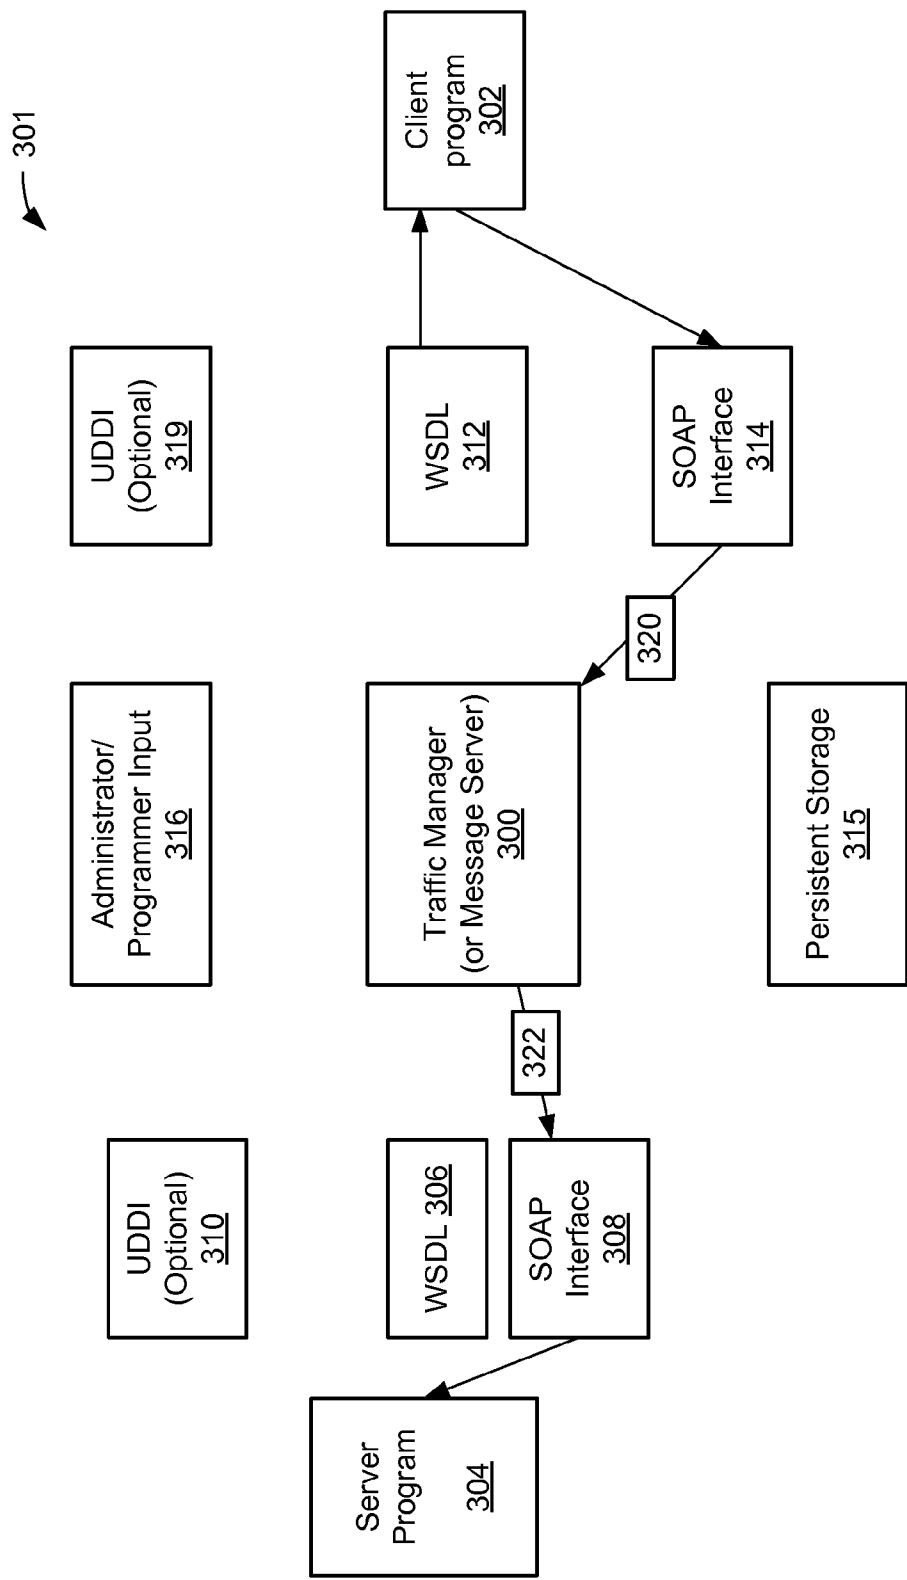 301
Server
Program
304
UDDI
(Optional)
310
WSDL 306
SOAP
Interface
308
322
Administrator/
Programmer Input
316
Traffic Manager
(or Message Server)
300
Persistent Storage
315
320
UDDI
(Optional)
319
WSDL
312
SOAP
Interface
314
Client
program
302